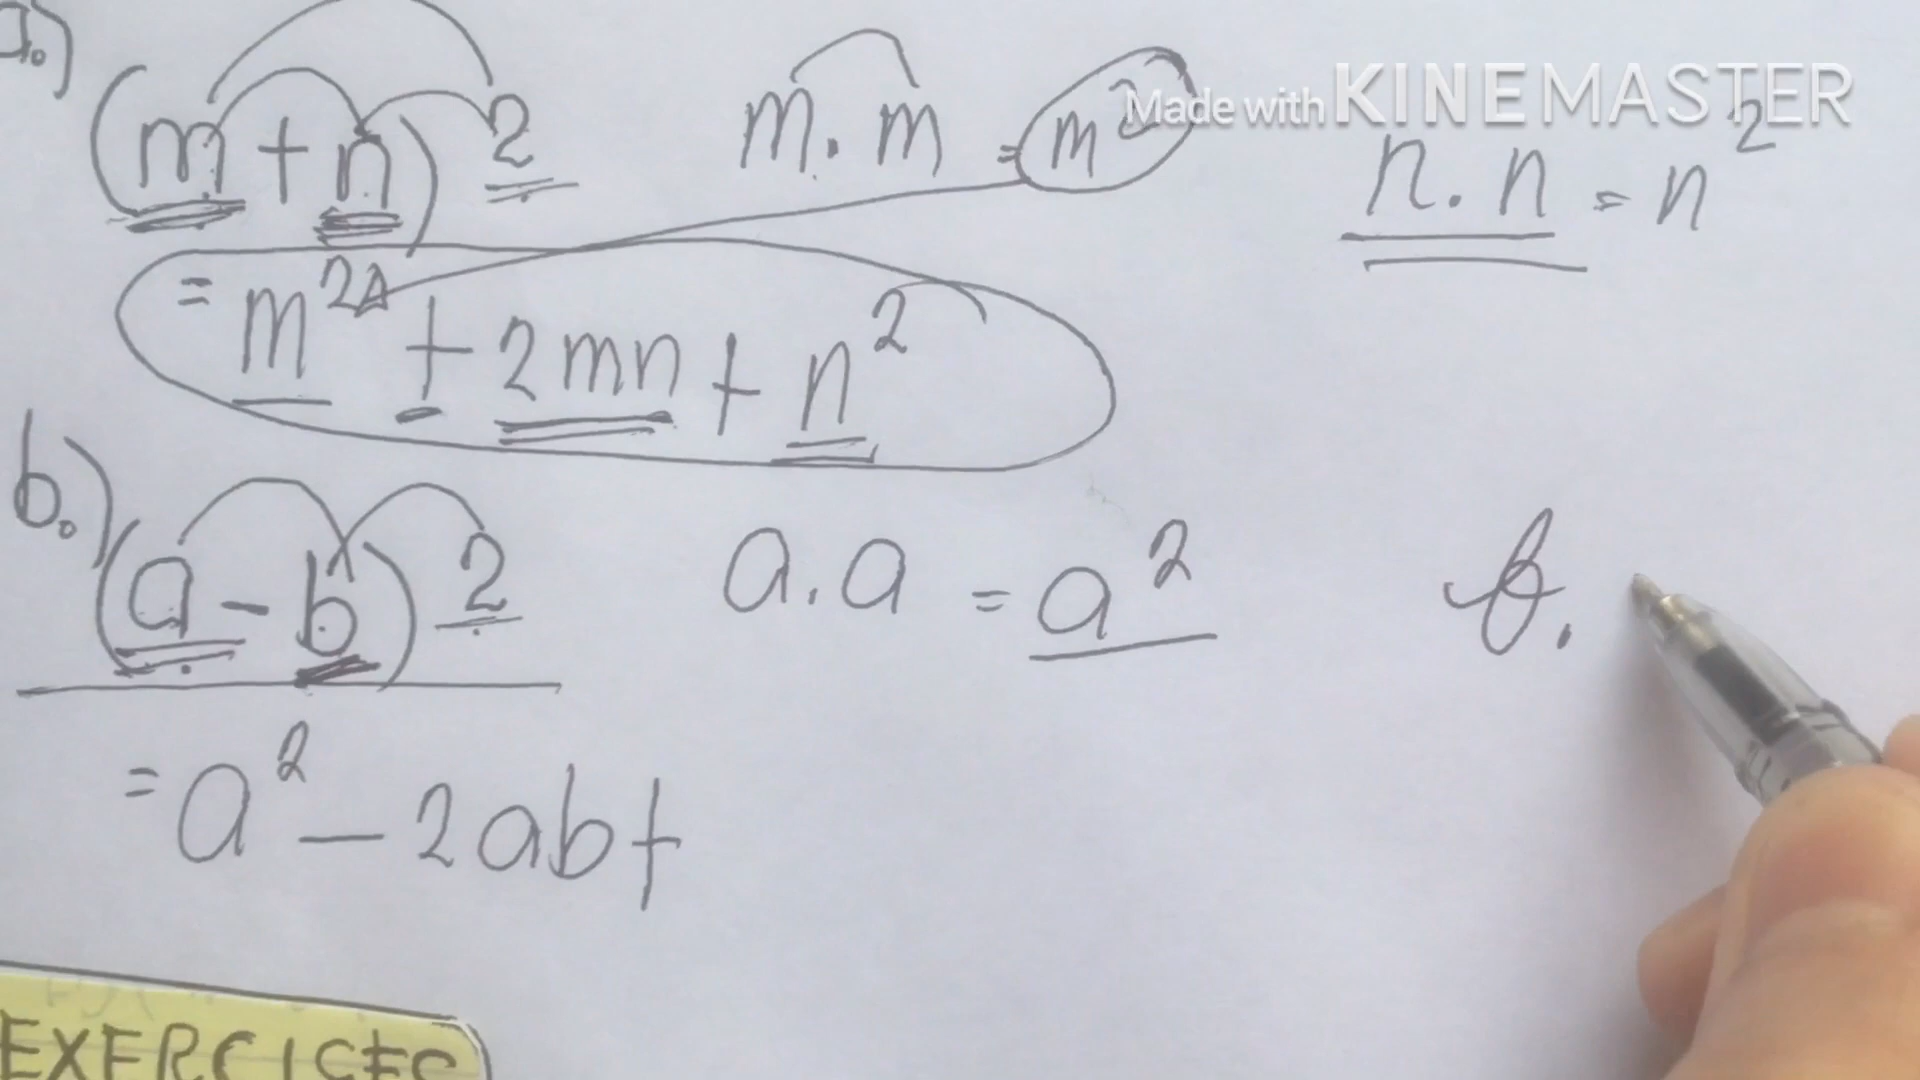 a.)
(m + n)²
m . m = m²
Made with KINEMASTER
n . n = n²
= m² + 2mn + n²
b.)
(a - b)²
a . a = a²
b .
= a² - 2ab +
EXERCISES